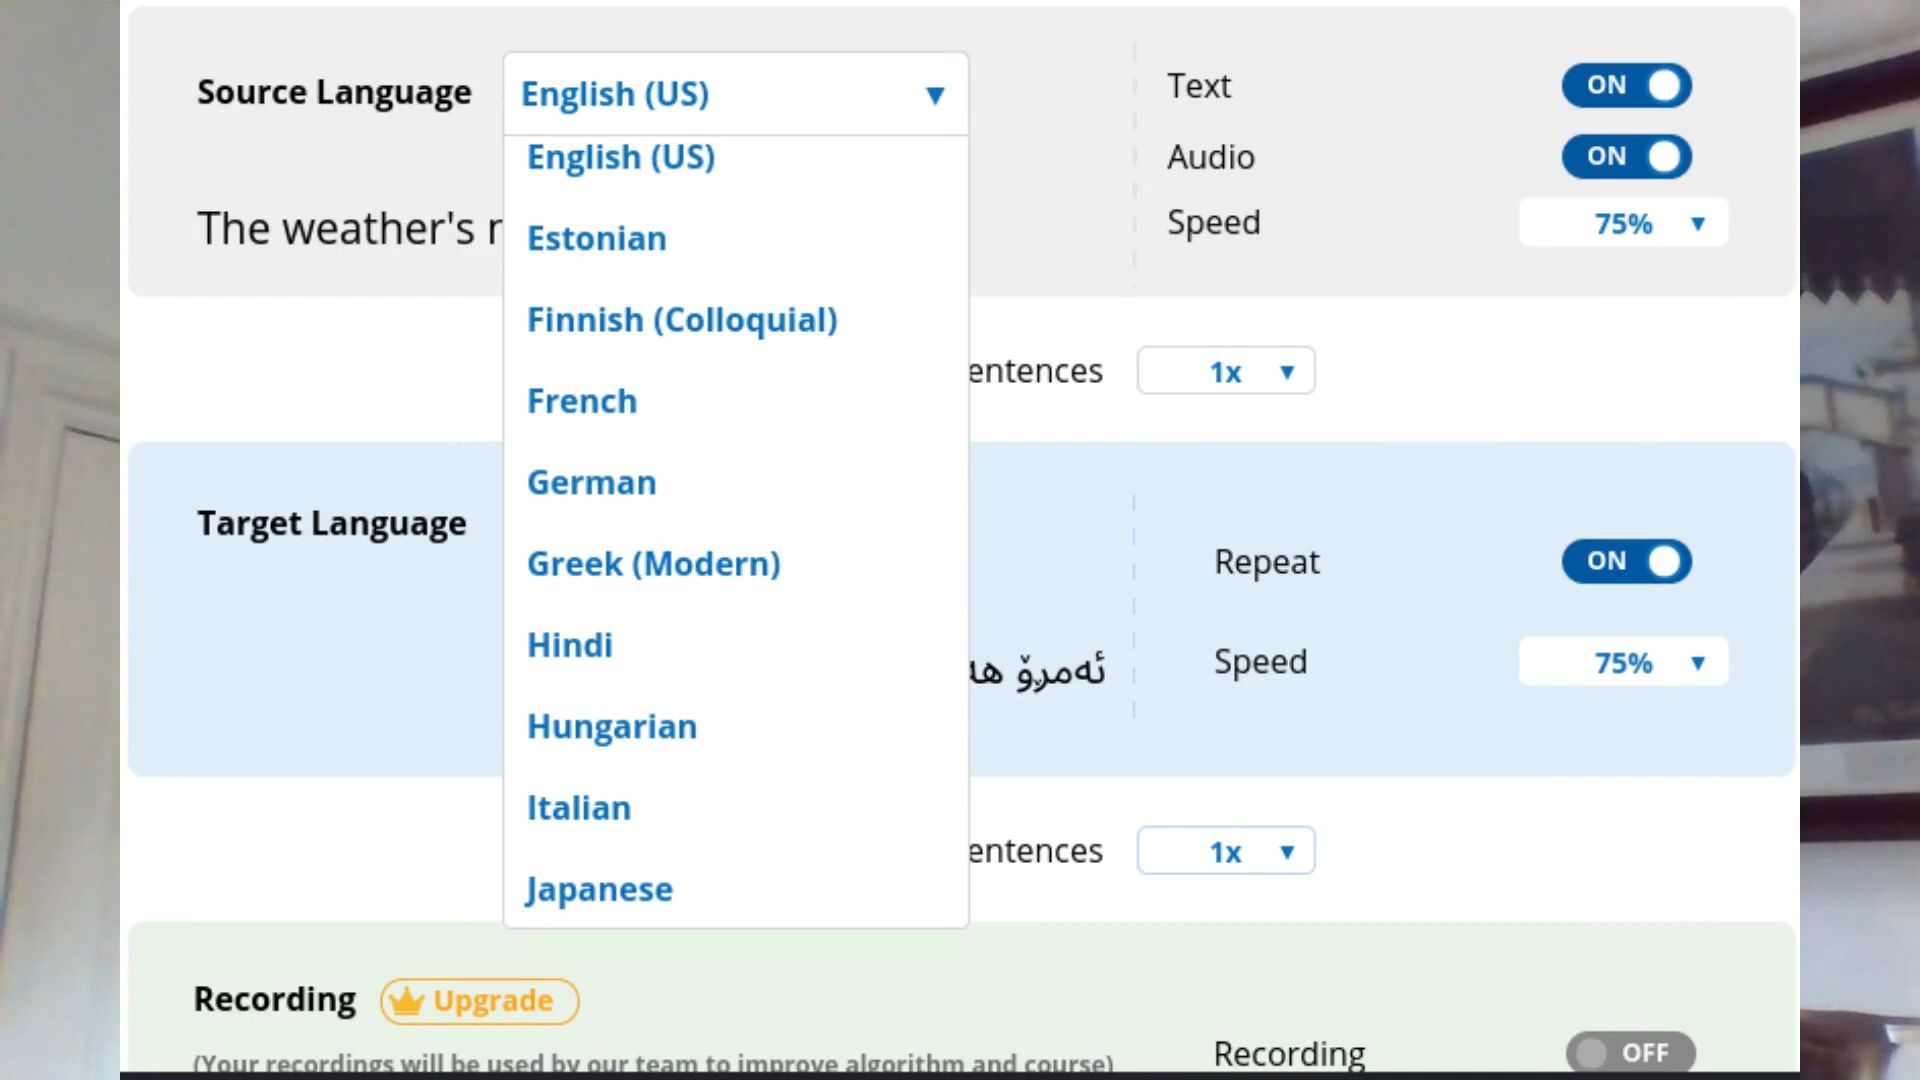 Source Language
English (US) ▼
English (US)
Estonian
Finnish (Colloquial)
French
German
Greek (Modern)
Hindi
Hungarian
Italian
Japanese
The weather's
Text ON
Audio ON
Speed 75% ▼
entences 1x ▼
Target Language
ئەمڕۆ هە
Repeat ON
Speed 75% ▼
entences 1x ▼
Recording Upgrade
(Your recordings will be used by our team to improve algorithm and course)
Recording OFF